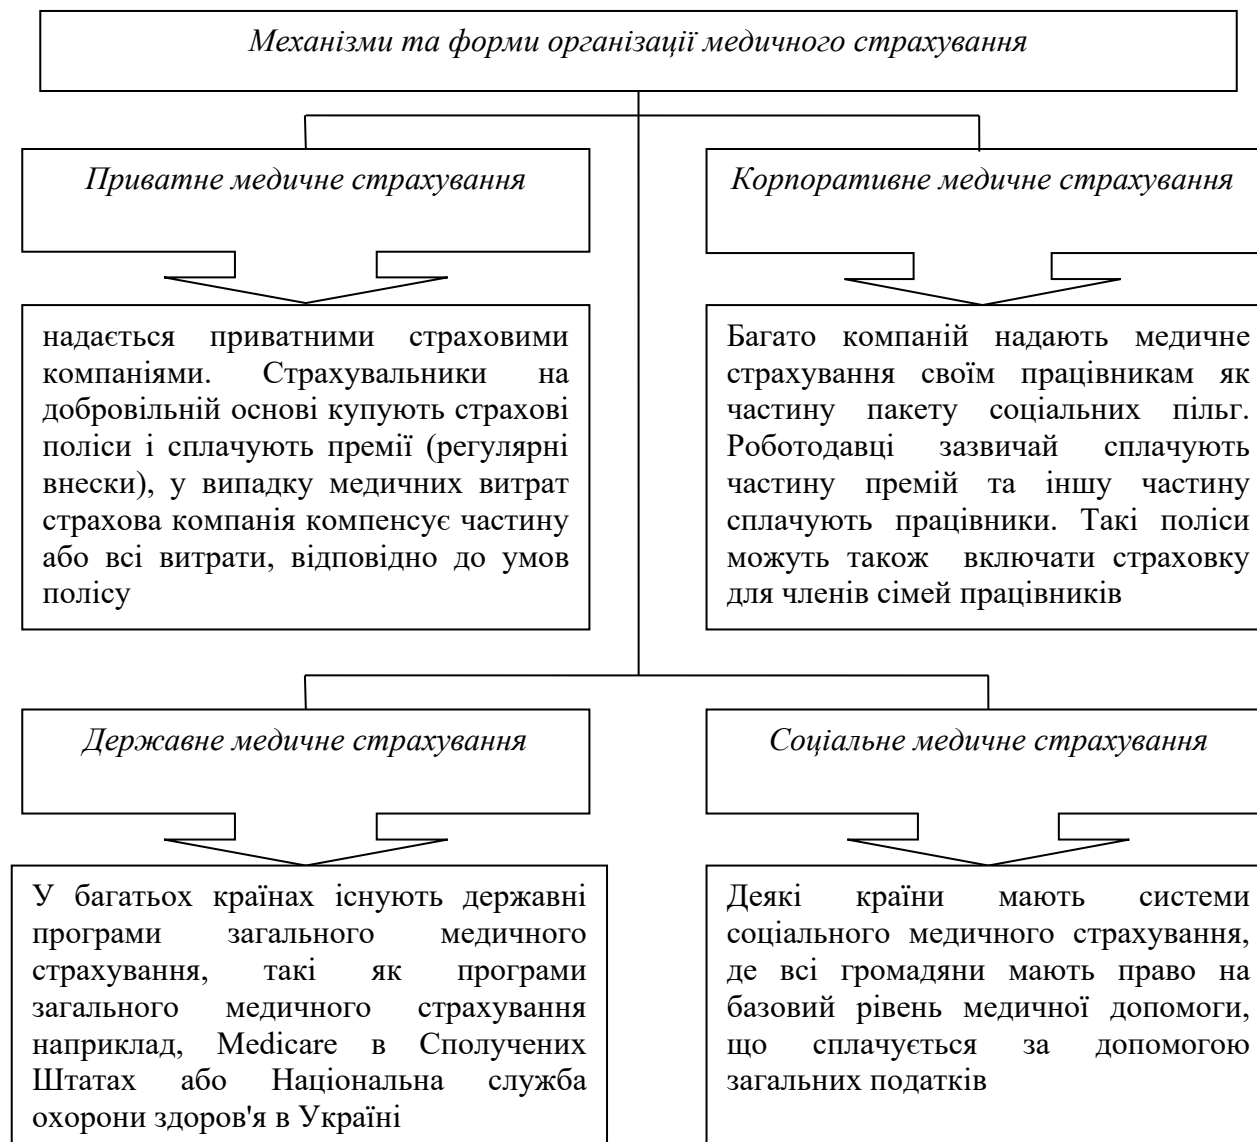 Механізми та форми організації медичного страхування
Приватне медичне страхування
надається приватними страховими
компаніями. Страхувальники на
добровільній основі купують страхові
поліси і сплачують премії (регулярні
внески), у випадку медичних витрат
страхова компанія компенсує частину
або всі витрати, відповідно до умов
полісу
Корпоративне медичне страхування
Багато компаній надають медичне
страхування своїм працівникам як
частину пакету соціальних пільг.
Роботодавці зазвичай сплачують
частину премій та іншу частину
сплачують працівники. Такі поліси
можуть також включати страховку
для членів сімей працівників
Державне медичне страхування
У багатьох країнах існують державні
програми загального медичного
страхування, такі як програми
загального медичного страхування
наприклад, Medicare в Сполучених
Штатах або Національна служба
охорони здоров'я в Україні
Соціальне медичне страхування
Деякі країни мають системи
соціального медичного страхування,
де всі громадяни мають право на
базовий рівень медичної допомоги,
що сплачується за допомогою
загальних податків